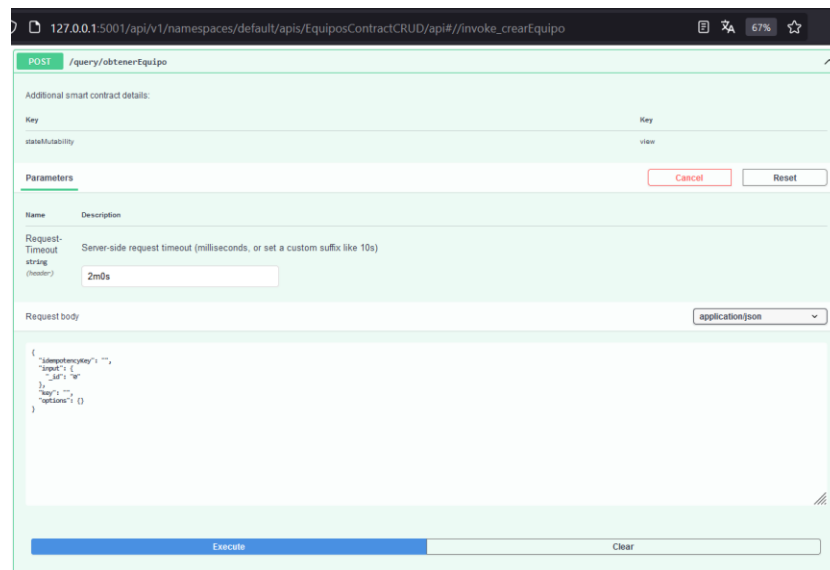 127.0.0.1:5001/api/v1/namespaces/default/apis/EquiposContractCRUD/api#//invoke_crearEquipo 67%
POST /query/obtenerEquipo
Additional smart contract details:
Key Key
stateMutability view
Parameters Cancel Reset
Name Description
Request-
Timeout
string
(header)
Server-side request timeout (milliseconds, or set a custom suffix like 10s)
2m0s
Request body application/json
{
"idempotencyKey": "",
"input": {
"_id": "0"
},
"key": "",
"options": {}
}
Execute Clear